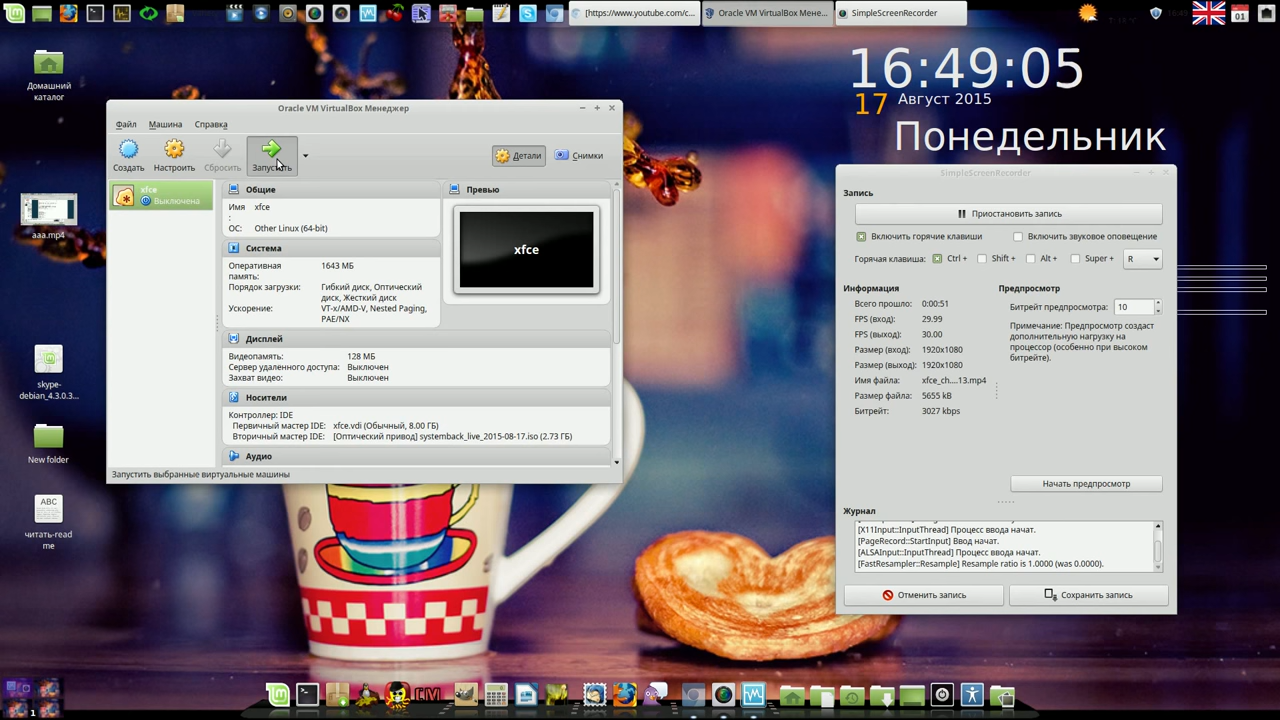 [https://www.youtube.com/c...
Oracle VM VirtualBox Мене...
SimpleScreenRecorder
01
Домашний каталог
aaa.mp4
skype-debian_4.3.0.3...
New folder
ABC
читать-read me
16:49:05
17 Август 2015
Понедельник
Oracle VM VirtualBox Менеджер
Файл Машина Справка
Создать Настроить Сбросить Запустить Детали Снимки
xfce
Выключена
Общие
Имя : xfce
ОС: Other Linux (64-bit)
Система
Оперативная память: 1643 МБ
Порядок загрузки: Гибкий диск, Оптический диск, Жесткий диск
Ускорение: VT-x/AMD-V, Nested Paging, PAE/NX
Превью
xfce
Дисплей
Видеопамять: 128 МБ
Сервер удаленного доступа: Выключен
Захват видео: Выключен
Носители
Контроллер: IDE
Первичный мастер IDE: xfce.vdi (Обычный, 8.00 ГБ)
Вторичный мастер IDE: [Оптический привод] systemback_live_2015-08-17.iso (2.73 ГБ)
Аудио
Запустить выбранные виртуальные машины
SimpleScreenRecorder
Запись
Приостановить запись
Включить горячие клавиши Включить звуковое оповещение
Горячая клавиша: Ctrl + Shift + Alt + Super + R
Информация
Всего прошло: 0:00:51
FPS (вход): 29.99
FPS (выход): 30.00
Размер (вход): 1920x1080
Размер (выход): 1920x1080
Имя файла: xfce_ch....13.mp4
Размер файла: 5655 kB
Битрейт: 3027 kbps
Предпросмотр
Битрейт предпросмотра: 10
Примечание: Предпросмотр создаст
дополнительную нагрузку на
процессор (особенно при высоком
битрейте).
Начать предпросмотр
Журнал
[X11Input::InputThread] Процесс ввода начат.
[PageRecord::StartInput] Ввод начат.
[ALSAInput::InputThread] Процесс ввода начат.
[FastResampler::Resample] Resample ratio is 1.0000 (was 0.0000).
Отменить запись Сохранить запись
1